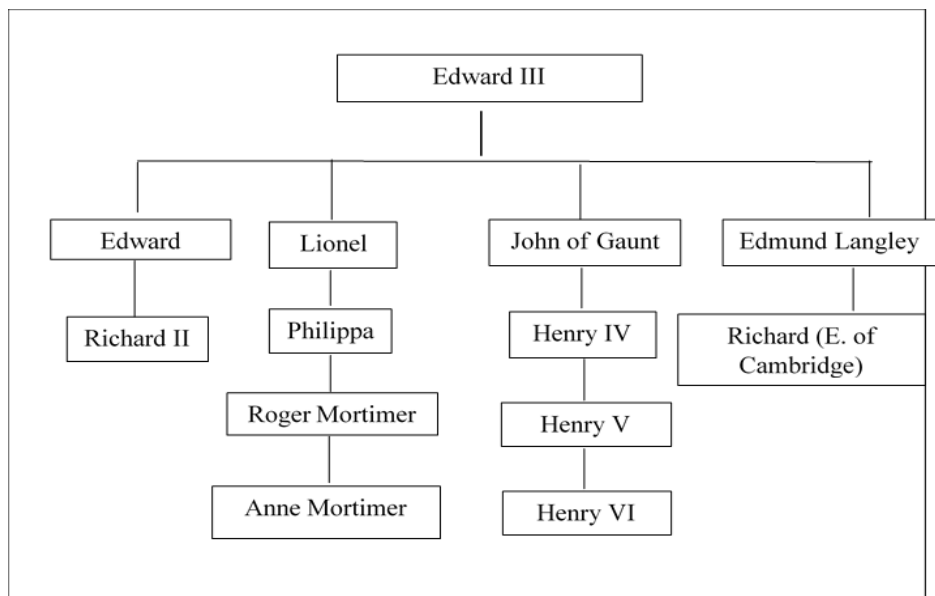 Edward III
Edward
Lionel
John of Gaunt
Edmund Langley
Richard II
Philippa
Henry IV
Richard (E. of
Cambridge)
Roger Mortimer
Henry V
Anne Mortimer
Henry VI